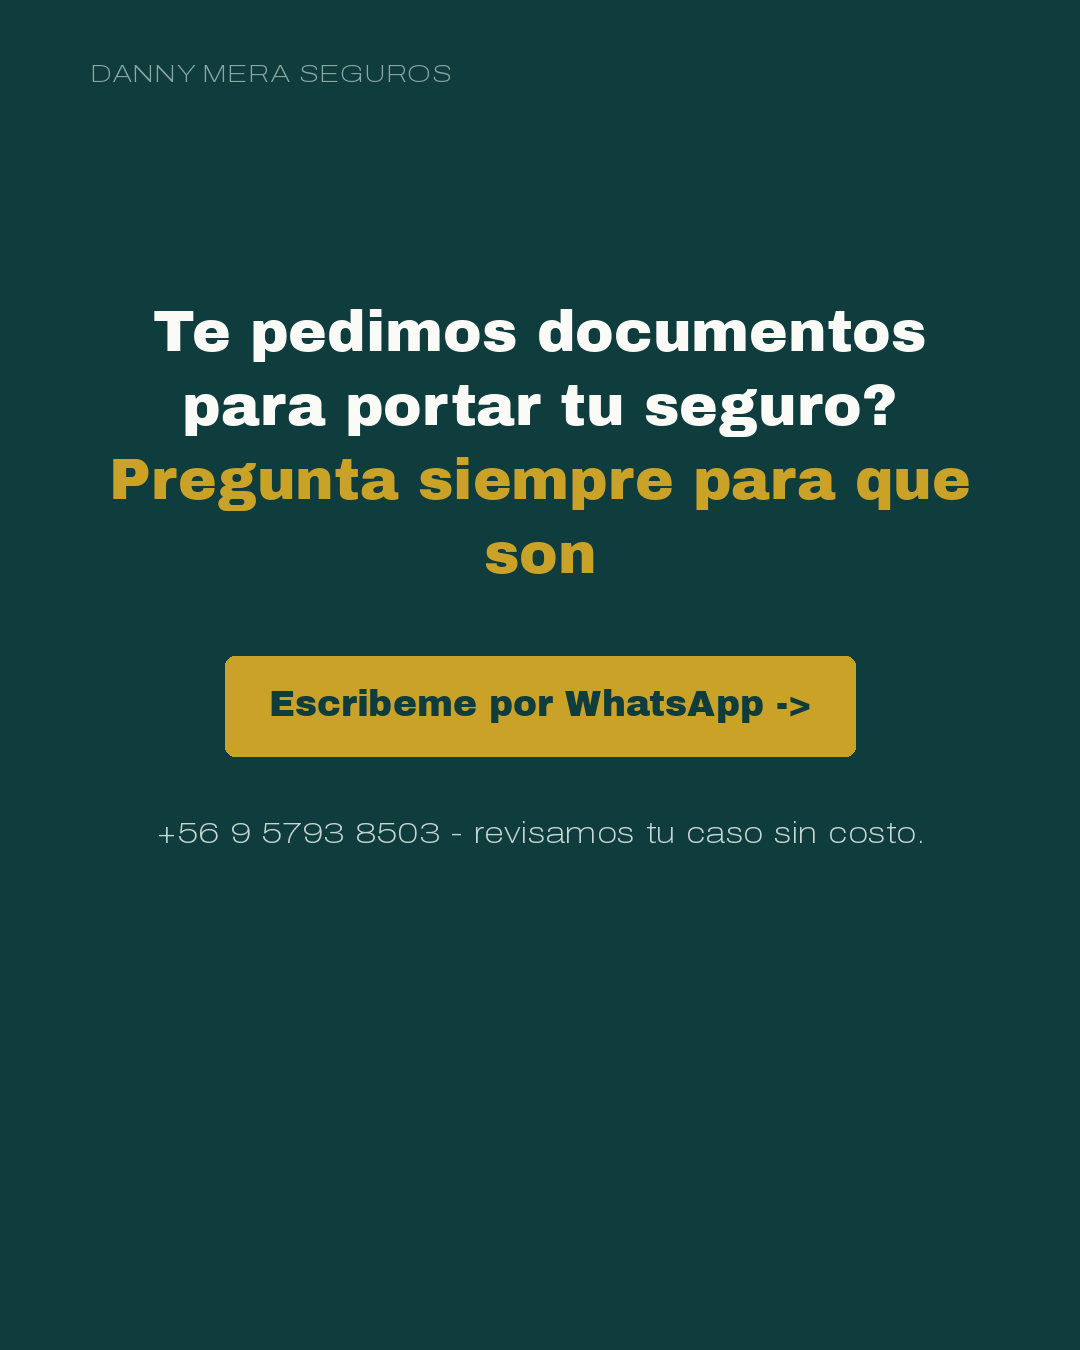 DANNY MERA SEGUROS
Te pedimos documentos
para portar tu seguro?
Pregunta siempre para que
son
Escribeme por WhatsApp ->
+56 9 5793 8503 - revisamos tu caso sin costo.